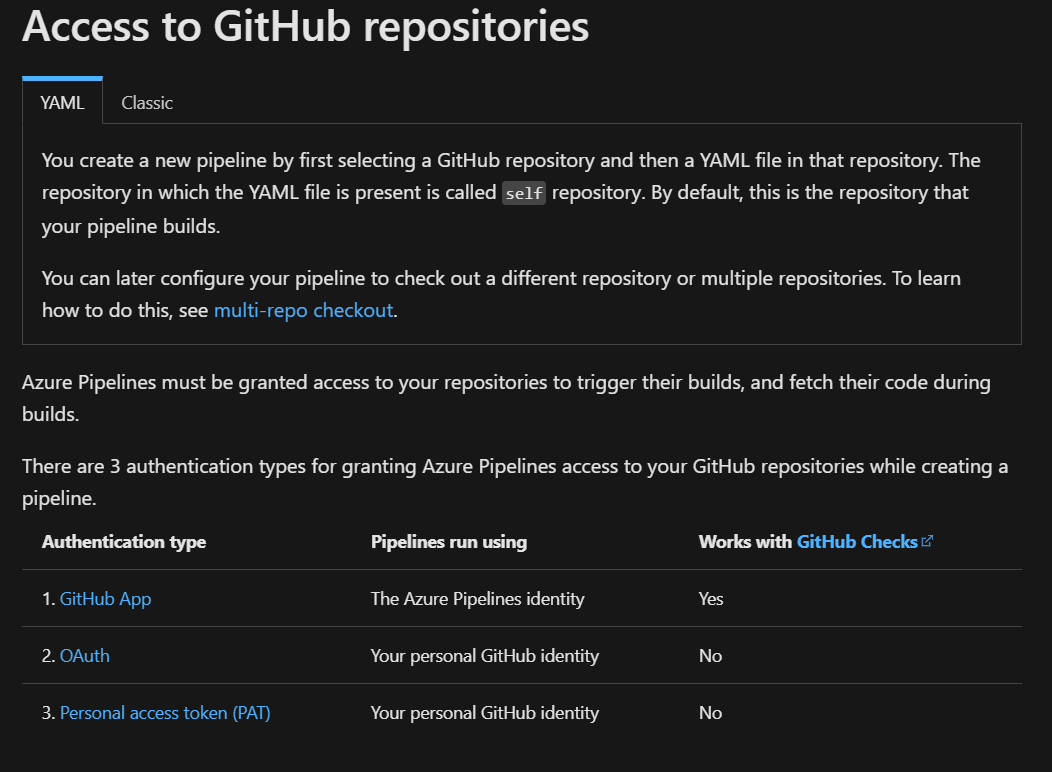 Access to GitHub repositories
YAML
Classic
You create a new pipeline by first selecting a GitHub repository and then a YAML file in that repository. The
repository in which the YAML file is present is called self repository. By default, this is the repository that
your pipeline builds.
You can later configure your pipeline to check out a different repository or multiple repositories. To learn
how to do this, see multi-repo checkout.
Azure Pipelines must be granted access to your repositories to trigger their builds, and fetch their code during
builds.
There are 3 authentication types for granting Azure Pipelines access to your GitHub repositories while creating a
pipeline.
Authentication type Pipelines run using Works with GitHub Checks
1. GitHub App The Azure Pipelines identity Yes
2. OAuth Your personal GitHub identity No
3. Personal access token (PAT) Your personal GitHub identity No